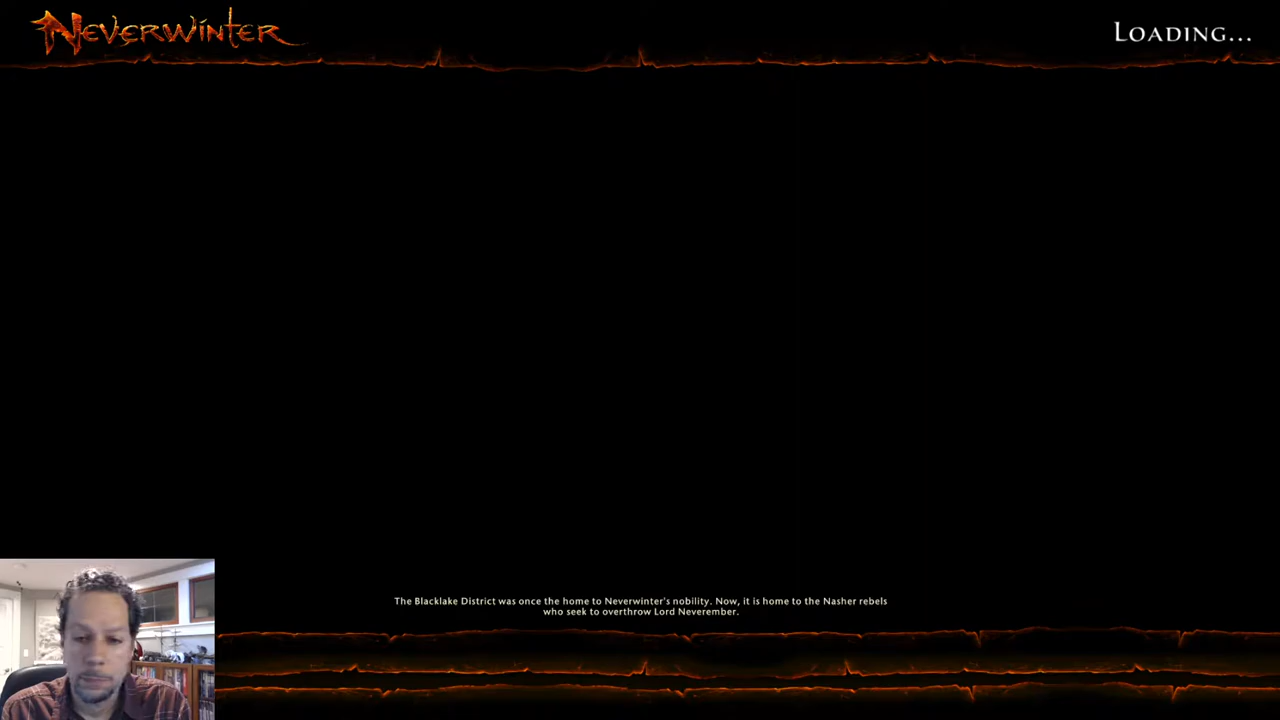 NEVERWINTER
LOADING...
The Blacklake District was once the home to Neverwinter's nobility. Now, it is home to the Nasher rebels
who seek to overthrow Lord Neverember.